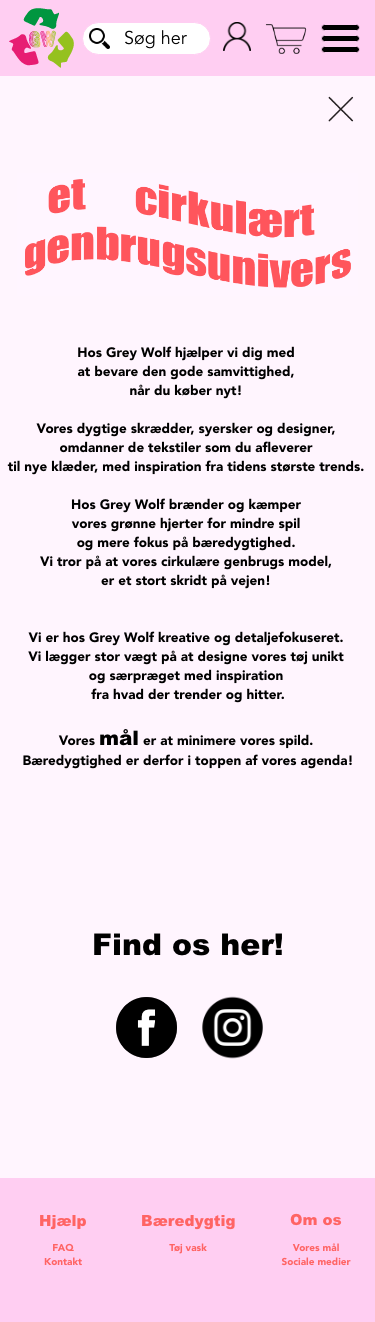 Søg her
et cirkulært
genbrugsunivers
Hos Grey Wolf hjælper vi dig med
at bevare den gode samvittighed,
når du køber nyt!
Vores dygtige skrædder, syersker og designer,
omdanner de tekstiler som du afleverer
til nye klæder, med inspiration fra tidens største trends.
Hos Grey Wolf brænder og kæmper
vores grønne hjerter for mindre spil
og mere fokus på bæredygtighed.
Vi tror på at vores cirkulære genbrugs model,
er et stort skridt på vejen!
Vi er hos Grey Wolf kreative og detaljefokuseret.
Vi lægger stor vægt på at designe vores tøj unikt
og særpræget med inspiration
fra hvad der trender og hitter.
Vores mål er at minimere vores spild.
Bæredygtighed er derfor i toppen af vores agenda!
Find os her!
Hjælp
FAQ
Kontakt
Bæredygtig
Tøj vask
Om os
Vores mål
Sociale medier